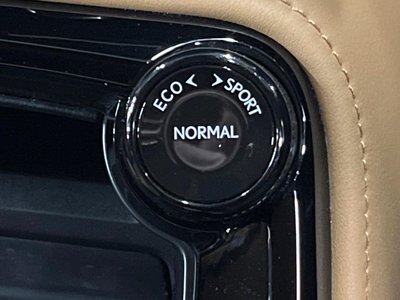 ECO < > SPORT
NORMAL